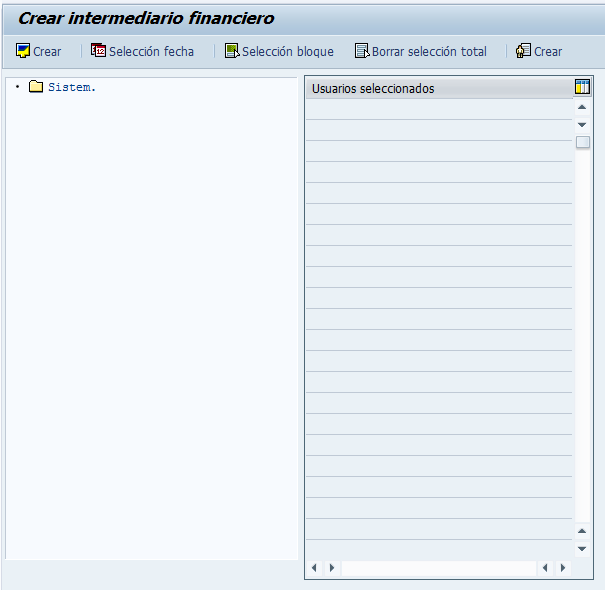 Crear intermediario financiero
Crear Selección fecha Selección bloque Borrar selección total Crear
Sistem.
Usuarios seleccionados